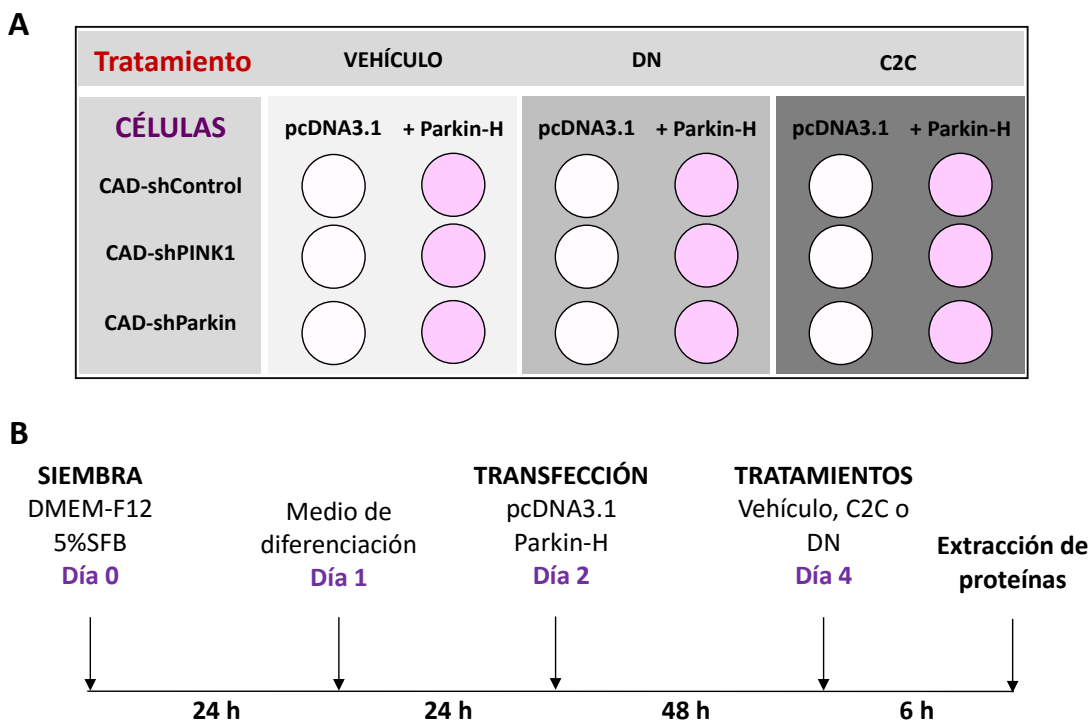 A
Tratamiento VEHÍCULO DN C2C
CÉLULAS pcDNA3.1 + Parkin-H pcDNA3.1 + Parkin-H pcDNA3.1 + Parkin-H
CAD-shControl
CAD-shPINK1
CAD-shParkin
B
SIEMBRA
DMEM-F12
5%SFB
Día 0
Medio de
diferenciación
Día 1
TRANSFECCIÓN
pcDNA3.1
Parkin-H
Día 2
TRATAMIENTOS
Vehículo, C2C o
DN
Día 4
Extracción de
proteínas
24 h 24 h 48 h 6 h